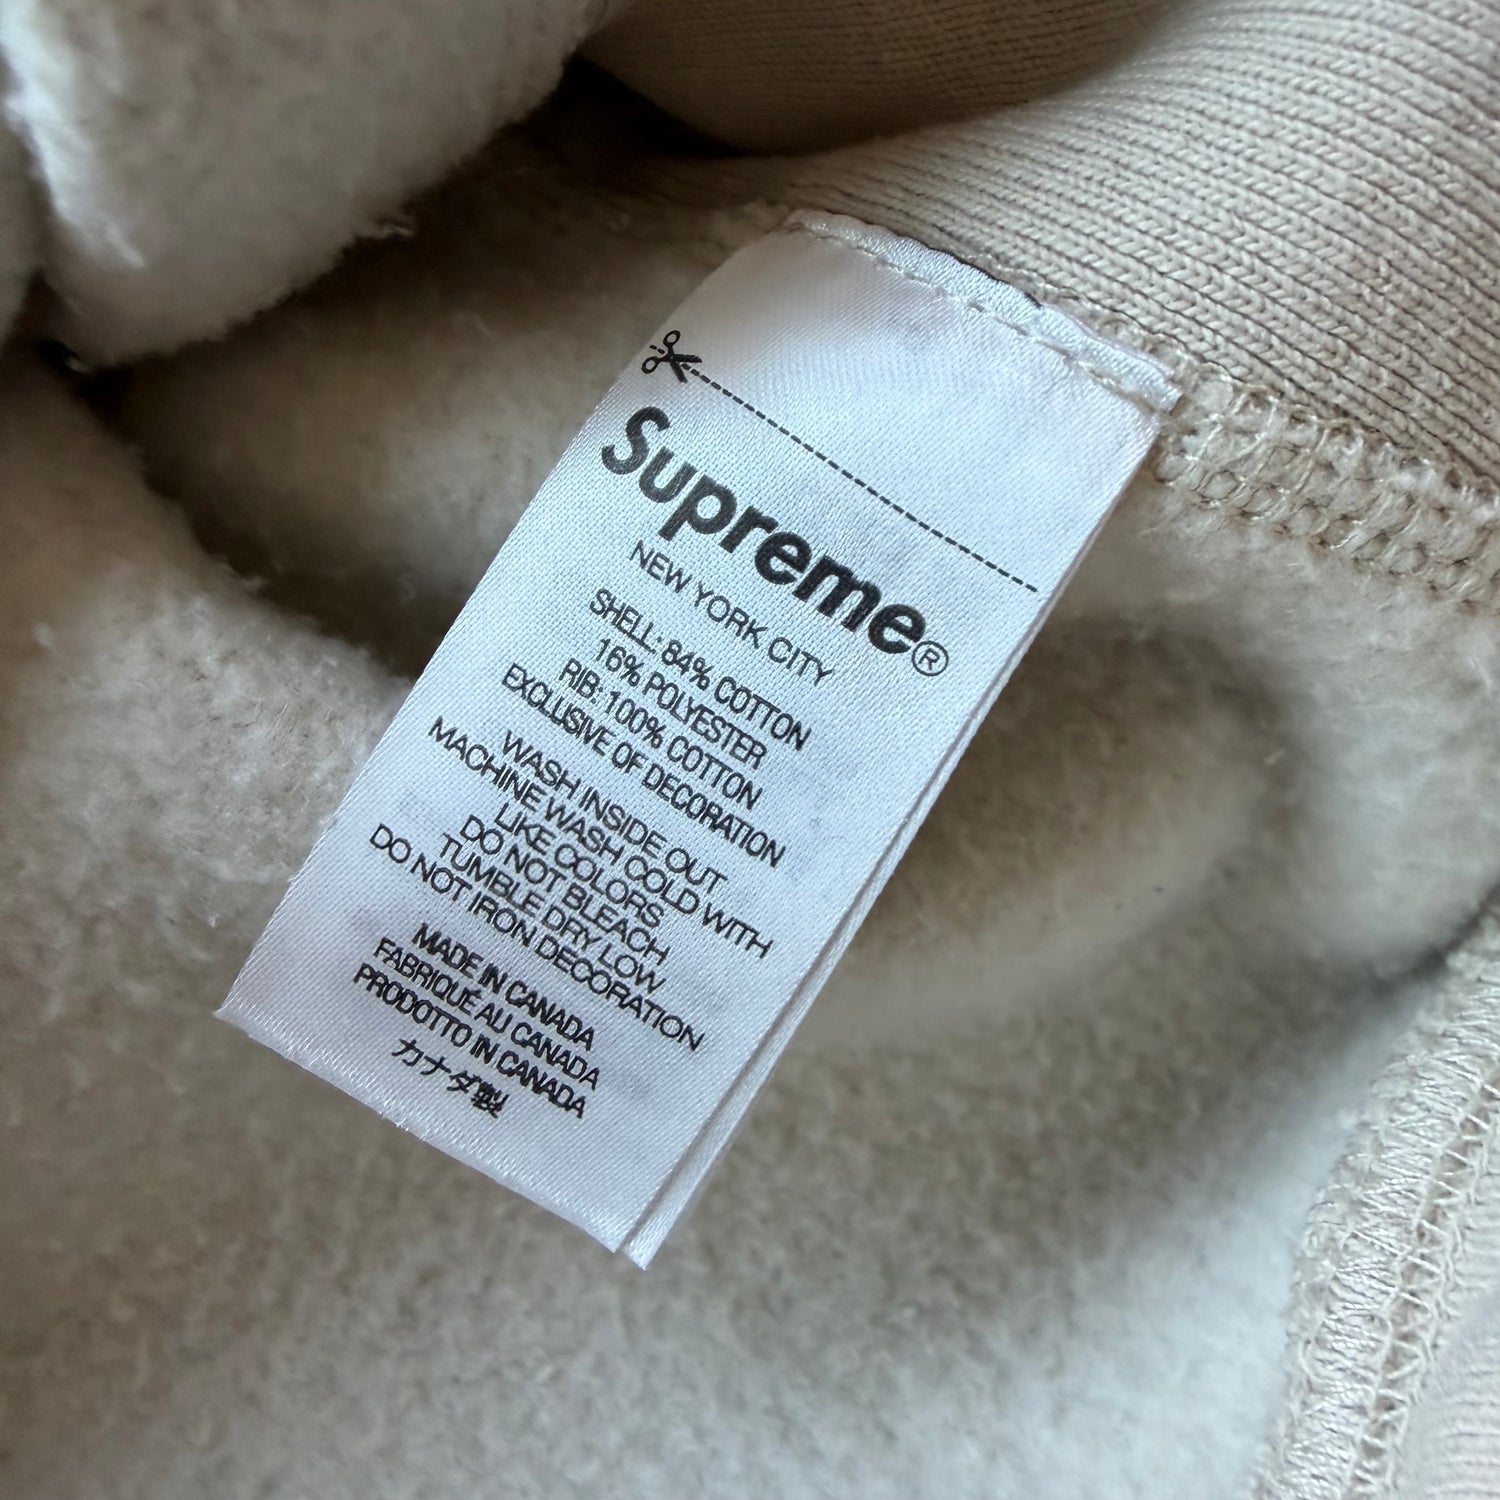 Supreme®
NEW YORK CITY
SHELL: 84% COTTON
16% POLYESTER
RIB: 100% COTTON
EXCLUSIVE OF DECORATION
WASH INSIDE OUT
MACHINE WASH COLD WITH
LIKE COLORS
DO NOT BLEACH
TUMBLE DRY LOW
DO NOT IRON DECORATION
MADE IN CANADA
FABRIQUÉ AU CANADA
PRODOTTO IN CANADA
カナダ製